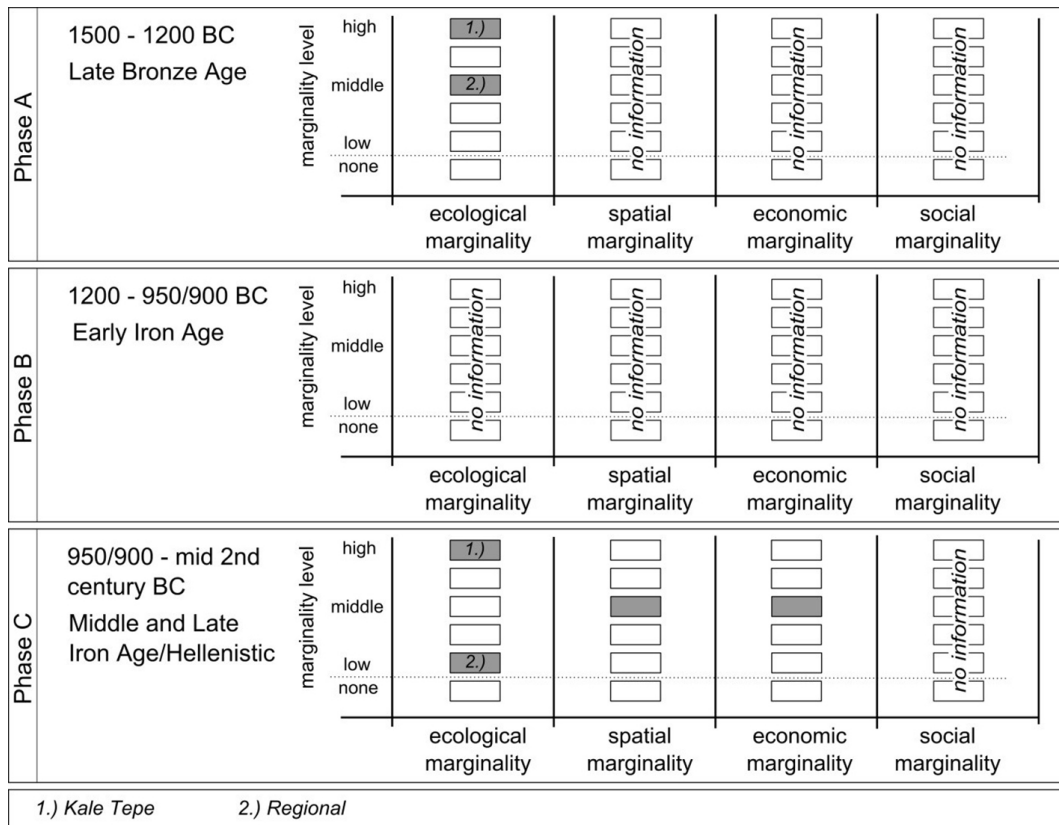 Phase A
1500 - 1200 BC
Late Bronze Age
marginality level
high
middle
low
none
1.)
2.)
no information
no information
no information
ecological
marginality
spatial
marginality
economic
marginality
social
marginality
Phase B
1200 - 950/900 BC
Early Iron Age
marginality level
high
middle
low
none
no information
no information
no information
no information
ecological
marginality
spatial
marginality
economic
marginality
social
marginality
Phase C
950/900 - mid 2nd
century BC
Middle and Late
Iron Age/Hellenistic
marginality level
high
middle
low
none
1.)
2.)
no information
ecological
marginality
spatial
marginality
economic
marginality
social
marginality
1.) Kale Tepe 2.) Regional